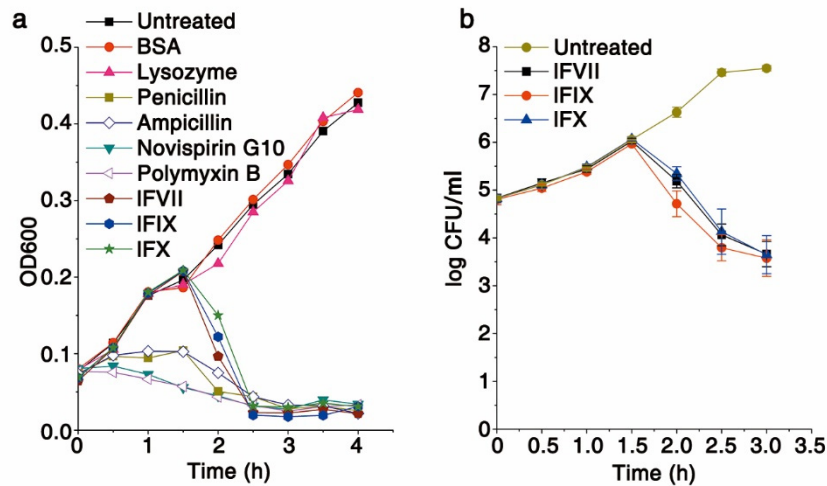 a
Untreated
BSA
Lysozyme
Penicillin
Ampicillin
Novispirin G10
Polymyxin B
IFVII
IFIX
IFX
OD600
0.5
0.4
0.3
0.2
0.1
0.0
0 1 2 3 4
Time (h)
b
Untreated
IFVII
IFIX
IFX
log CFU/ml
8
7
6
5
4
3
2
1
0
0.0 0.5 1.0 1.5 2.0 2.5 3.0 3.5
Time (h)